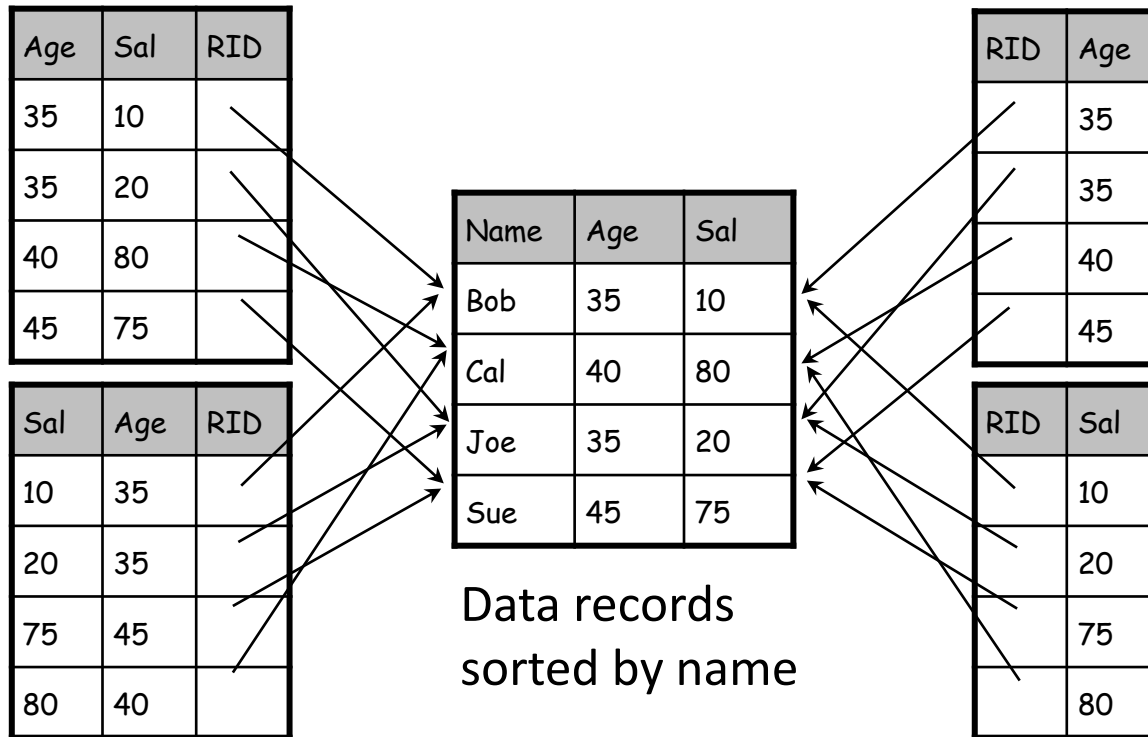 Age Sal RID
35 10
35 20
40 80
45 75
Sal Age RID
10 35
20 35
75 45
80 40
Name Age Sal
Bob 35 10
Cal 40 80
Joe 35 20
Sue 45 75
Data records
sorted by name
RID Age
35
35
40
45
RID Sal
10
20
75
80